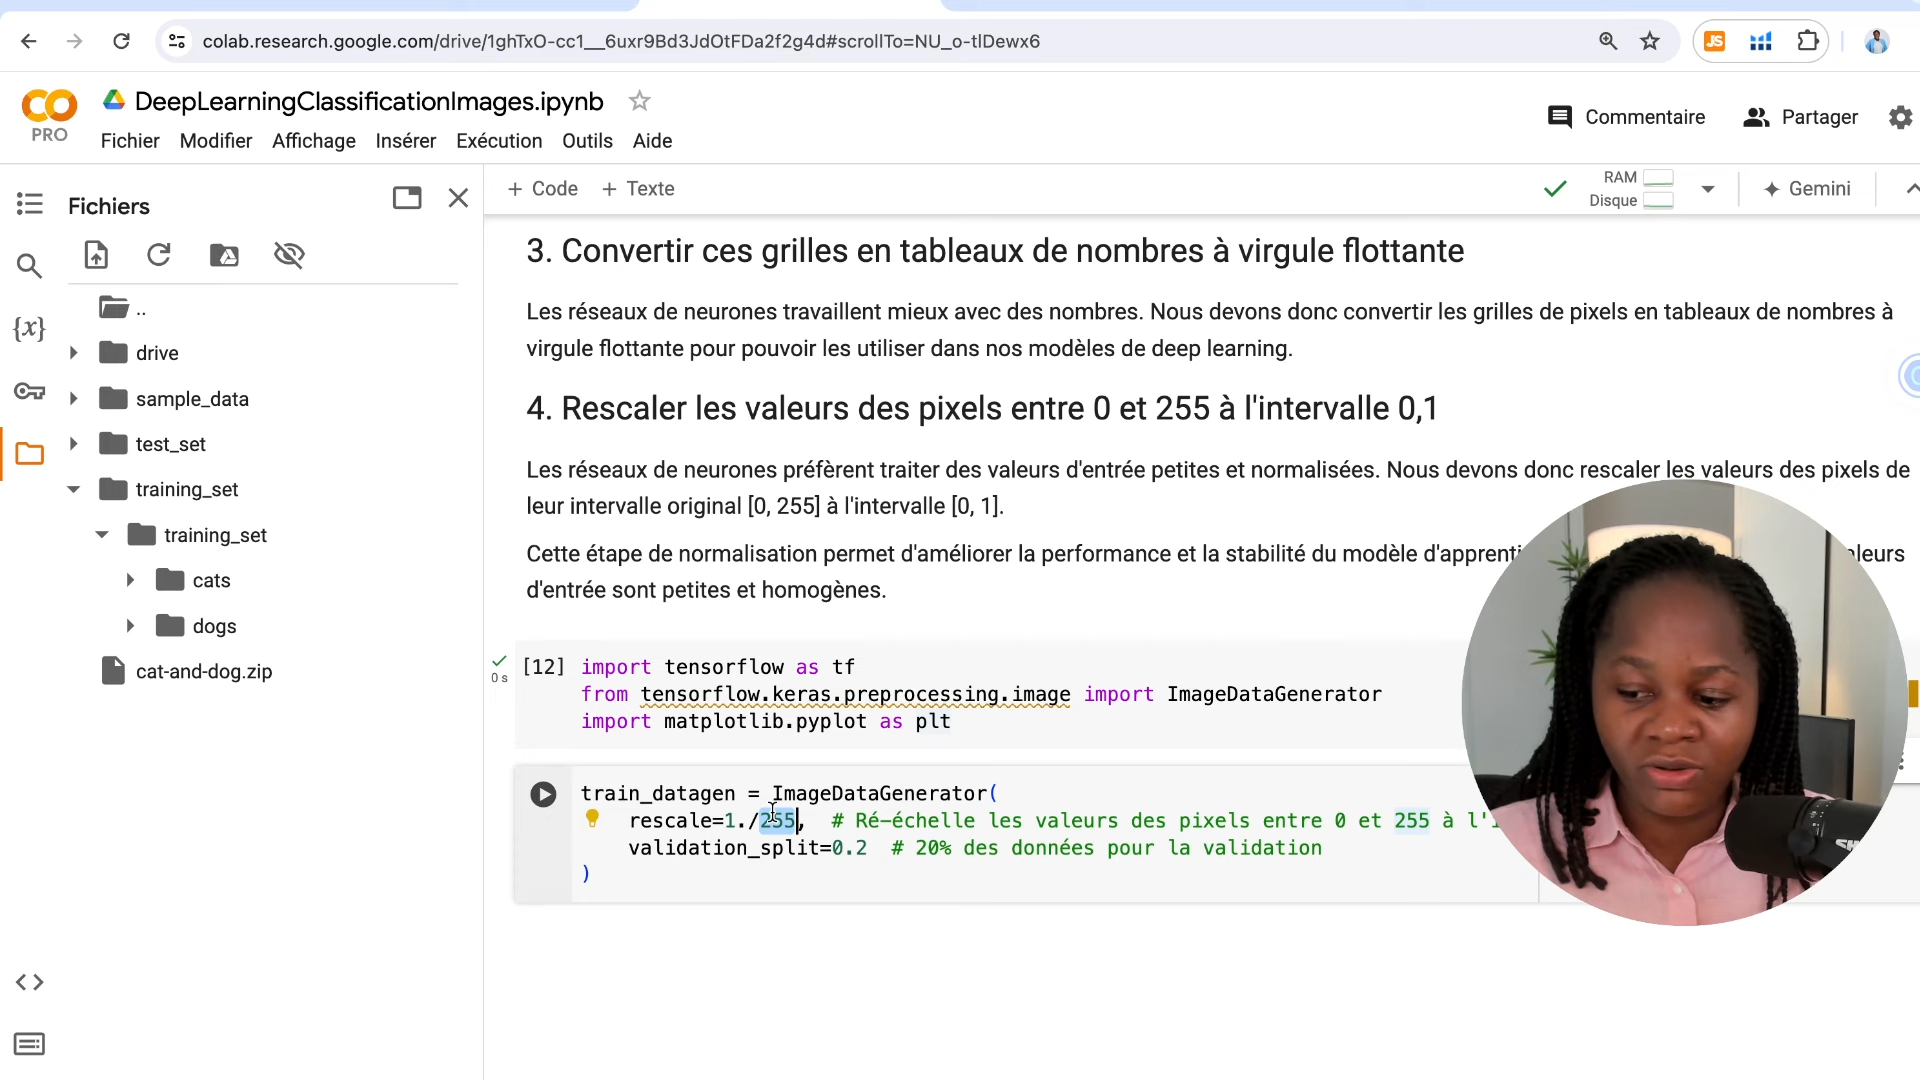 colab.research.google.com/drive/1ghTxO-cc1__6uxr9Bd3JdOtFDa2f2g4d#scrollTo=NU_o-tlDewx6
JS
PRO
DeepLearningClassificationImages.ipynb
Fichier Modifier Affichage Insérer Exécution Outils Aide
Commentaire
Partager
Fichiers
..
drive
sample_data
test_set
training_set
training_set
cats
dogs
cat-and-dog.zip
{x}
+ Code + Texte
RAM
Disque
Gemini
3. Convertir ces grilles en tableaux de nombres à virgule flottante
Les réseaux de neurones travaillent mieux avec des nombres. Nous devons donc convertir les grilles de pixels en tableaux de nombres à
virgule flottante pour pouvoir les utiliser dans nos modèles de deep learning.
4. Rescaler les valeurs des pixels entre 0 et 255 à l'intervalle 0,1
Les réseaux de neurones préfèrent traiter des valeurs d'entrée petites et normalisées. Nous devons donc rescaler les valeurs des pixels de
leur intervalle original [0, 255] à l'intervalle [0, 1].
Cette étape de normalisation permet d'améliorer la performance et la stabilité du modèle
d'entrée sont petites et homogènes.
0 s
[12] import tensorflow as tf
from tensorflow.keras.preprocessing.image import ImageDataGenerator
import matplotlib.pyplot as plt
train_datagen = ImageDataGenerator(
rescale=1./255, # Ré-échelle les valeurs des pixels entre 0 et 255 à
validation_split=0.2 # 20% des données pour la validation
)